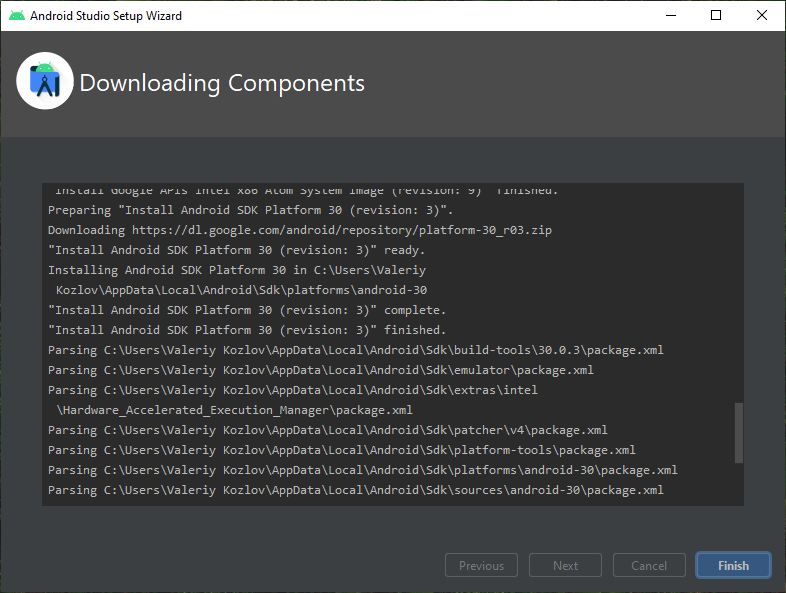 Android Studio Setup Wizard
Downloading Components
Install Google APIs Intel x86 Atom System Image (revision: 9)" finished.
Preparing "Install Android SDK Platform 30 (revision: 3)".
Downloading https://dl.google.com/android/repository/platform-30_r03.zip
"Install Android SDK Platform 30 (revision: 3)" ready.
Installing Android SDK Platform 30 in C:\Users\Valeriy
Kozlov\AppData\Local\Android\Sdk\platforms\android-30
"Install Android SDK Platform 30 (revision: 3)" complete.
"Install Android SDK Platform 30 (revision: 3)" finished.
Parsing C:\Users\Valeriy Kozlov\AppData\Local\Android\Sdk\build-tools\30.0.3\package.xml
Parsing C:\Users\Valeriy Kozlov\AppData\Local\Android\Sdk\emulator\package.xml
Parsing C:\Users\Valeriy Kozlov\AppData\Local\Android\Sdk\extras\intel
\Hardware_Accelerated_Execution_Manager\package.xml
Parsing C:\Users\Valeriy Kozlov\AppData\Local\Android\Sdk\patcher\v4\package.xml
Parsing C:\Users\Valeriy Kozlov\AppData\Local\Android\Sdk\platform-tools\package.xml
Parsing C:\Users\Valeriy Kozlov\AppData\Local\Android\Sdk\platforms\android-30\package.xml
Parsing C:\Users\Valeriy Kozlov\AppData\Local\Android\Sdk\sources\android-30\package.xml
Previous
Next
Cancel
Finish